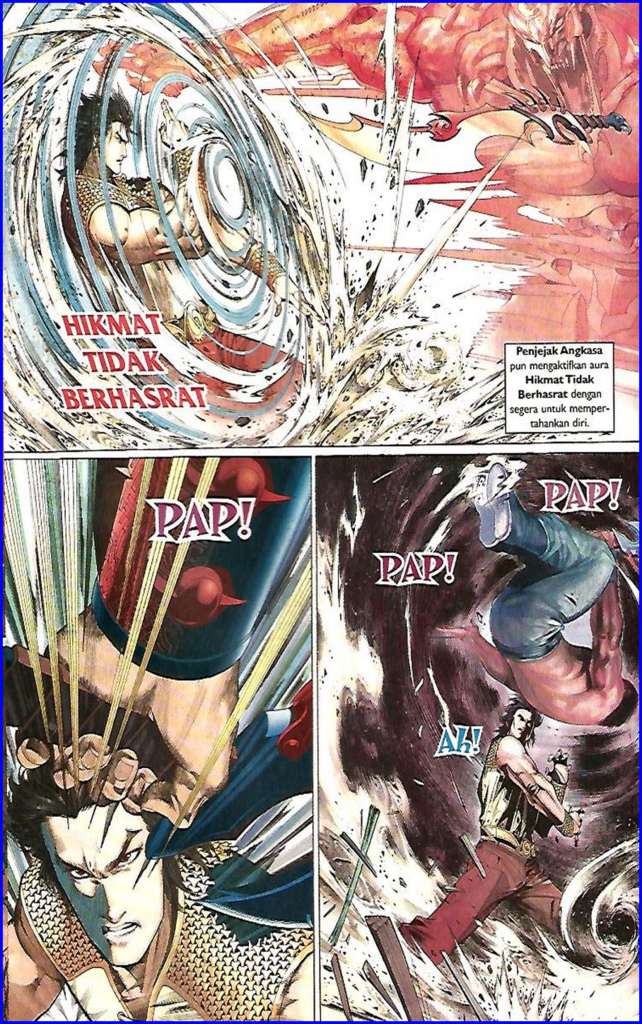 HIKMAT
TIDAK
BERHASRAT
Penjejak Angkasa
pun mengaktifkan aura
Hikmat Tidak
Berhasrat dengan
segera untuk memper-
tahankan diri.
PAP!
PAP!
PAP!
Ah!